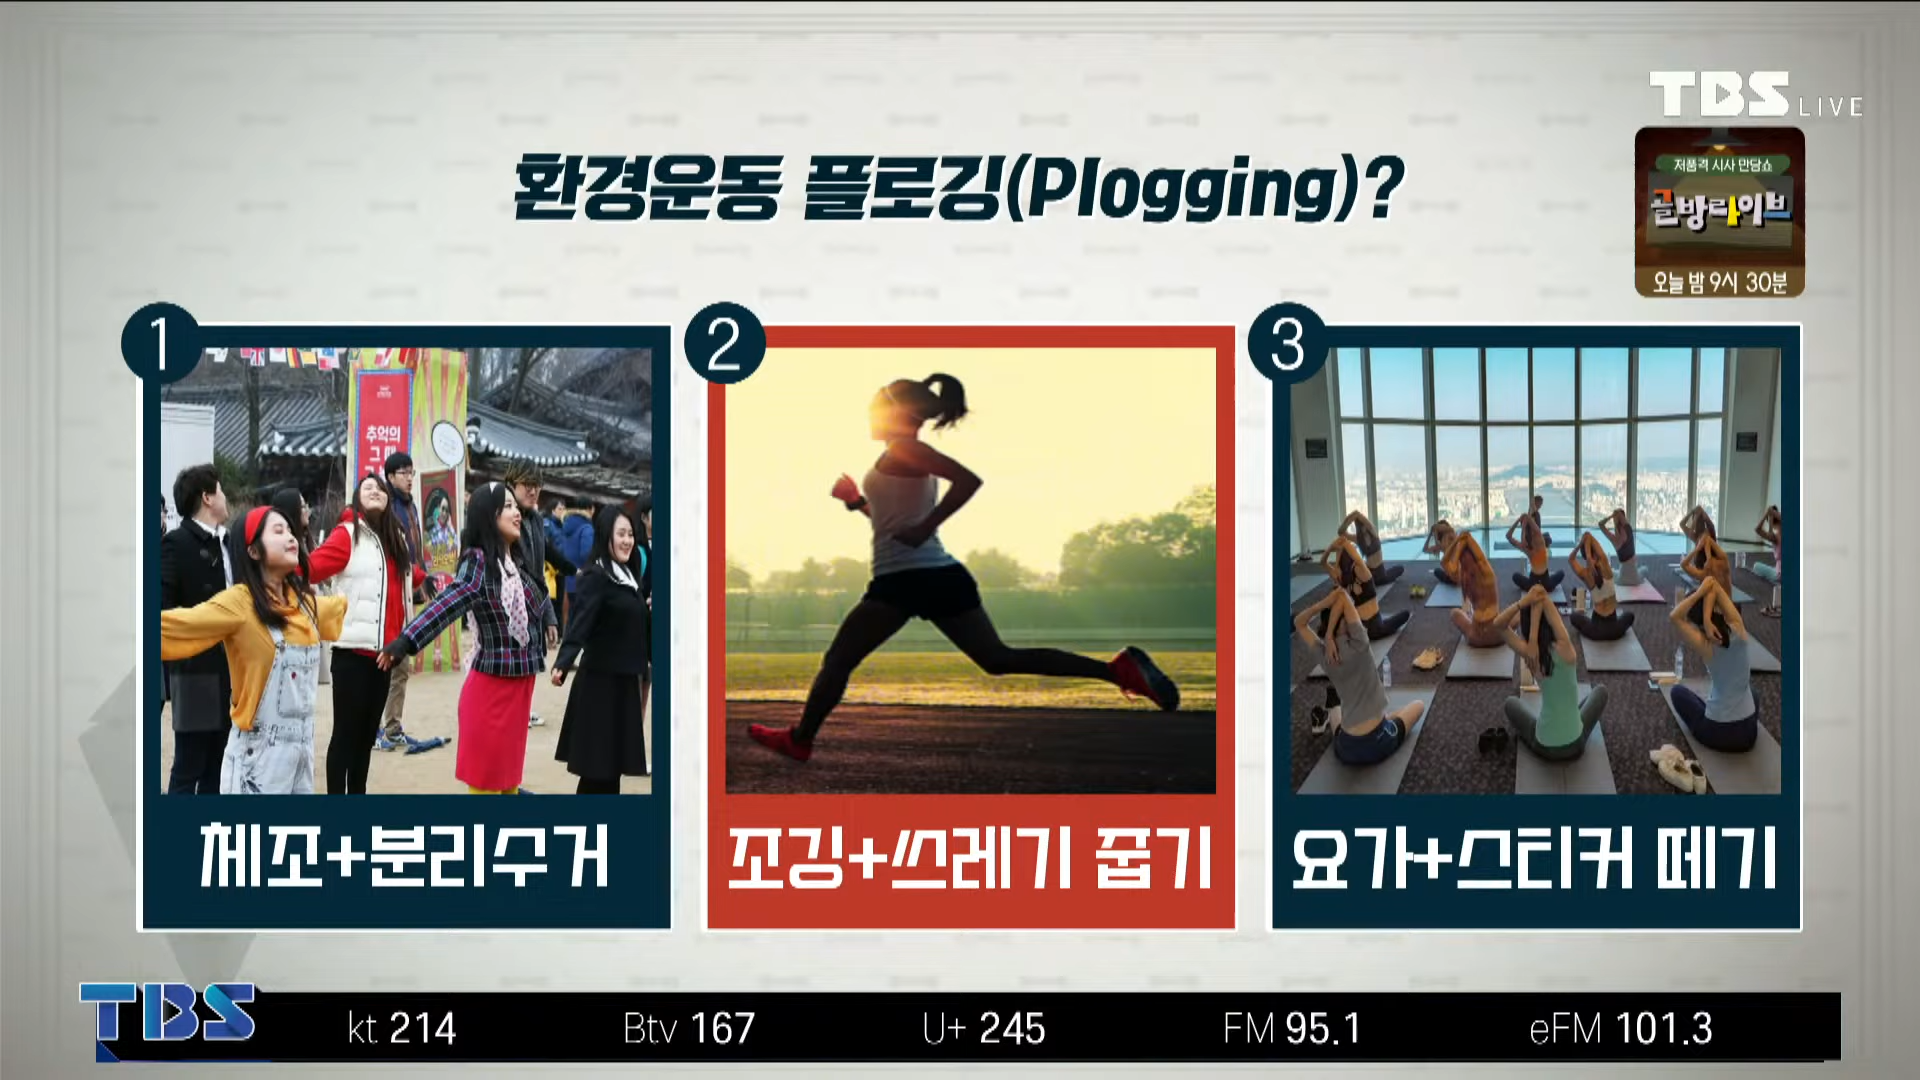 TBS LIVE
저품격 시사 만담쇼
골방라이브
오늘 밤 9시 30분
환경운동 플로깅(Plogging)?
1
추억의
그 때
체조+분리수거
2
조깅+쓰레기 줍기
3
요가+스티커 떼기
TBS
kt 214
Btv 167
U+ 245
FM 95.1
eFM 101.3